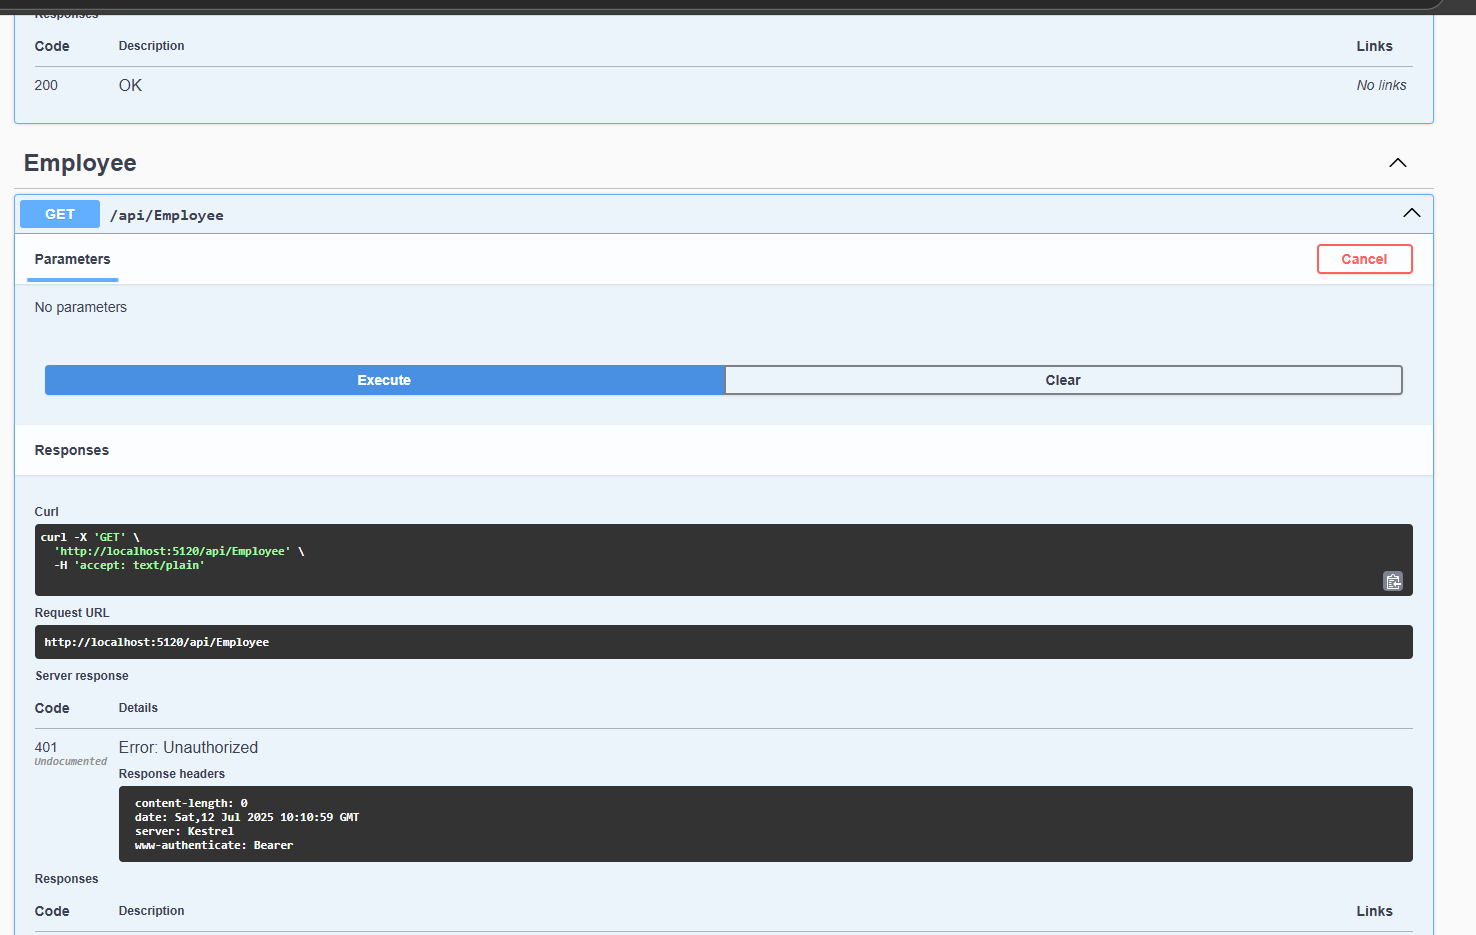 Responses
Code Description Links
200 OK No links
Employee
GET /api/Employee
Parameters Cancel
No parameters
Execute Clear
Responses
Curl
curl -X 'GET' \
  'http://localhost:5120/api/Employee' \
  -H 'accept: text/plain'
Request URL
http://localhost:5120/api/Employee
Server response
Code Details
401 Error: Unauthorized
Undocumented
Response headers
content-length: 0
date: Sat,12 Jul 2025 10:10:59 GMT
server: Kestrel
www-authenticate: Bearer
Responses
Code Description Links